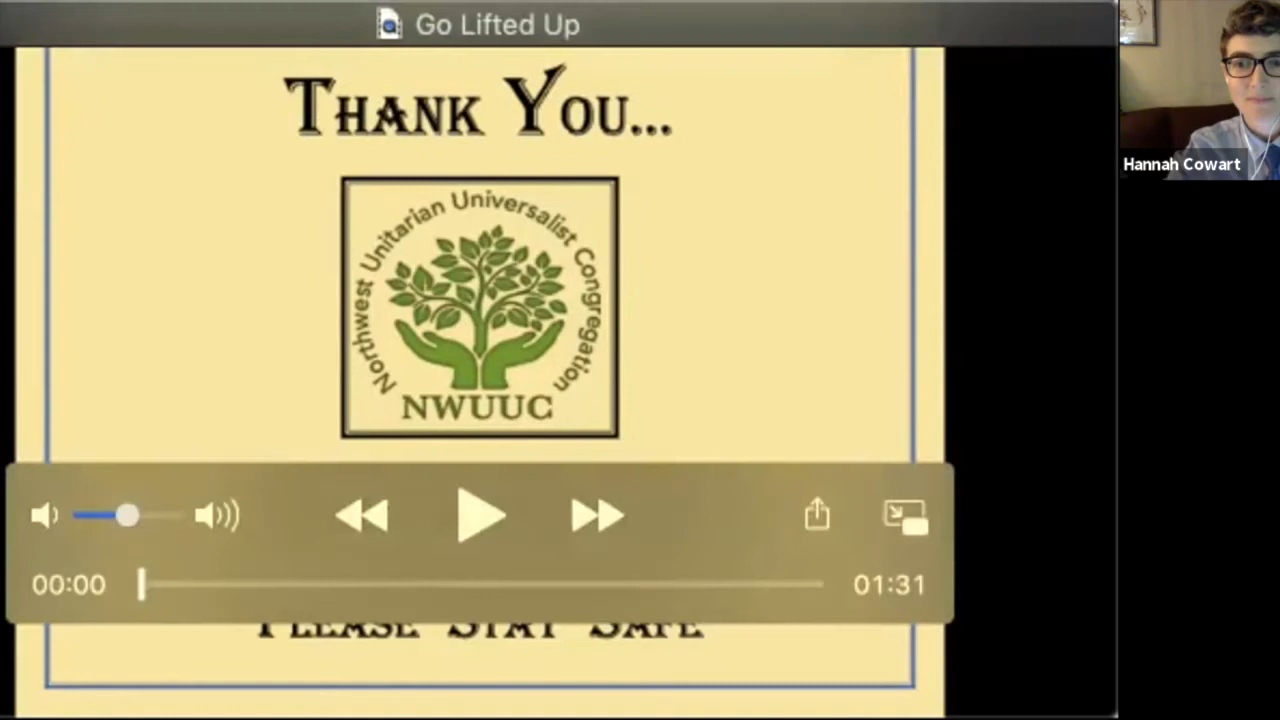 Go Lifted Up
THANK YOU...
Northwest Unitarian Universalist Congregation
NWUUC
00:00
01:31
PLEASE STAY SAFE
Hannah Cowart